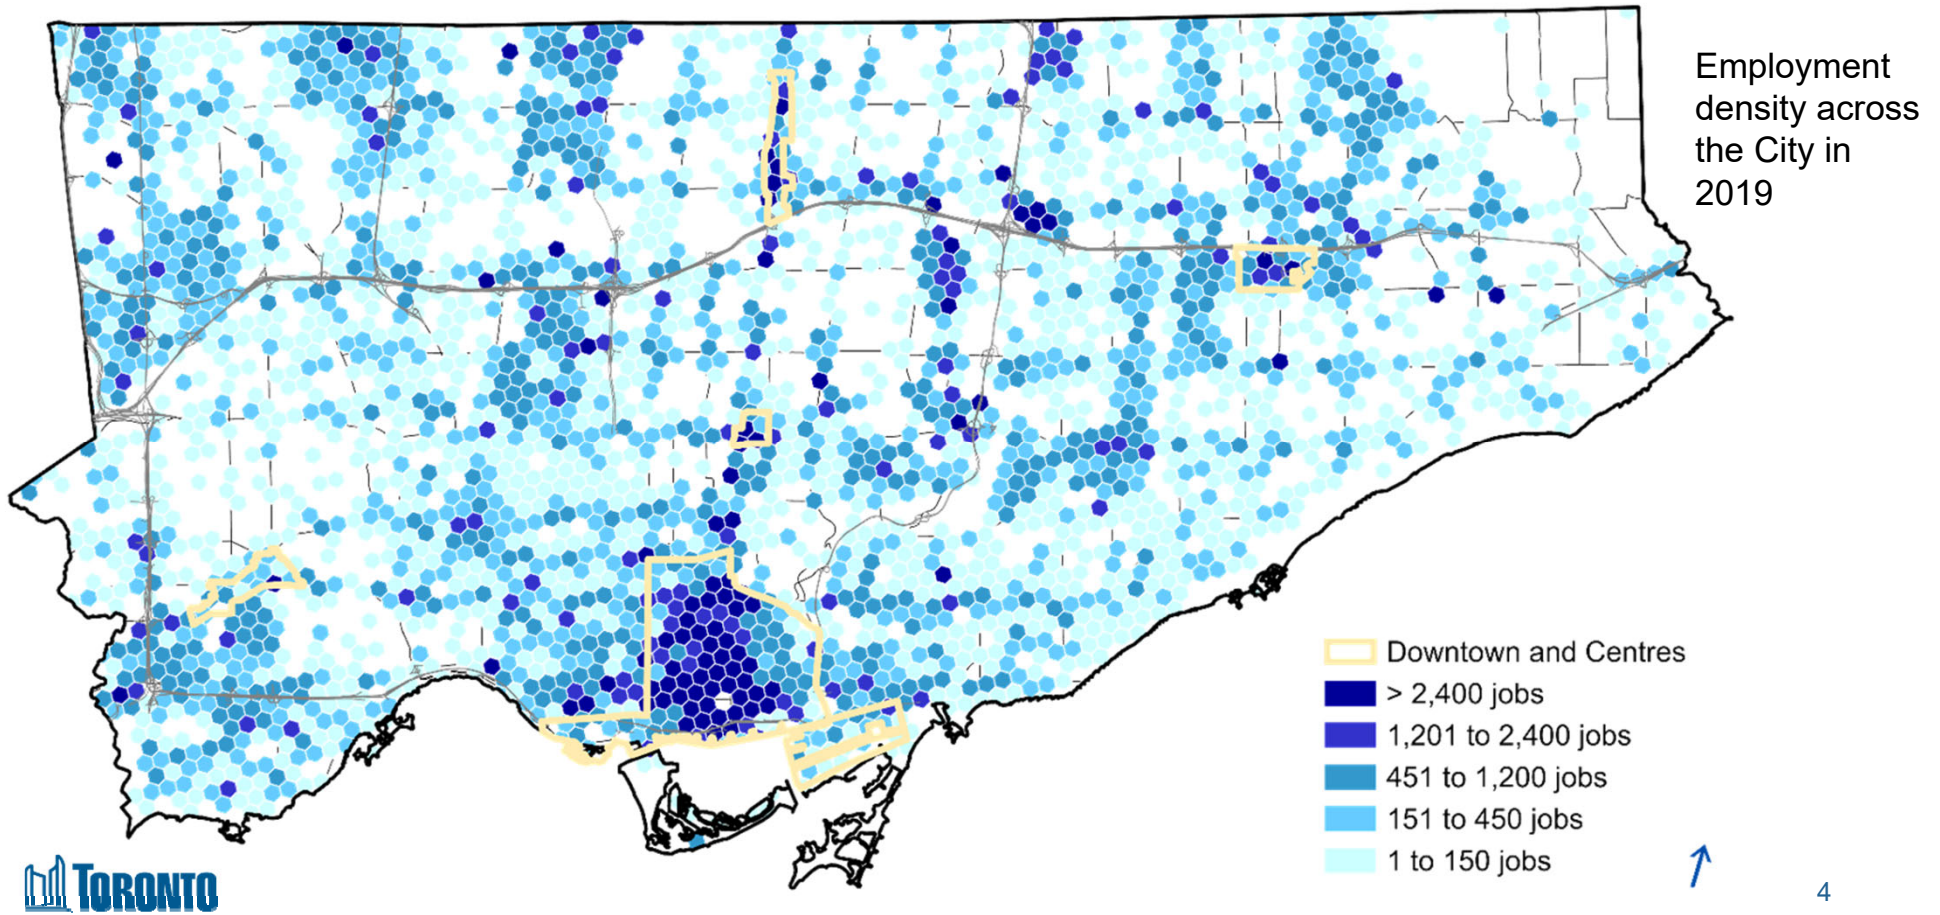 Employment
density across
the City in
2019
Downtown and Centres
> 2,400 jobs
1,201 to 2,400 jobs
451 to 1,200 jobs
151 to 450 jobs
1 to 150 jobs
TORONTO
4